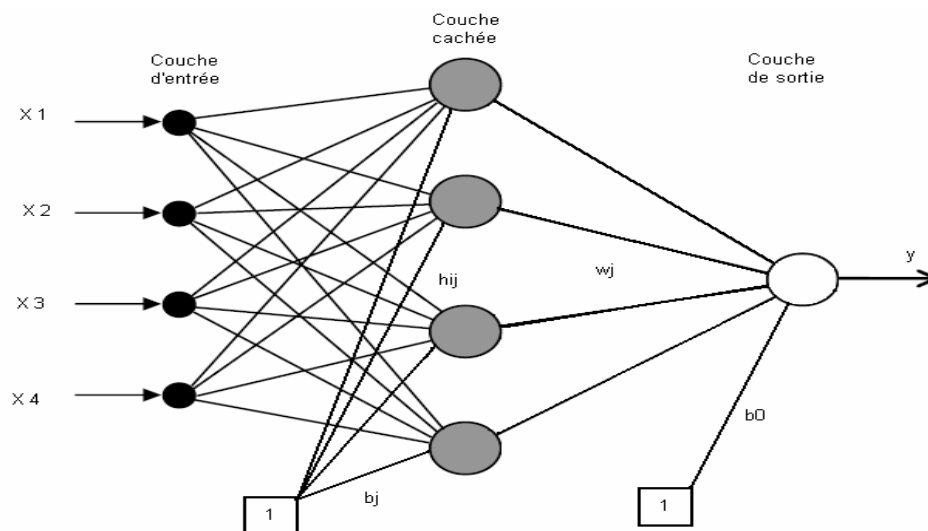 Couche
cachée
Couche
d'entrée
Couche
de sortie
X 1
X 2
X 3
X 4
hij
wj
y
b0
bj
1
1